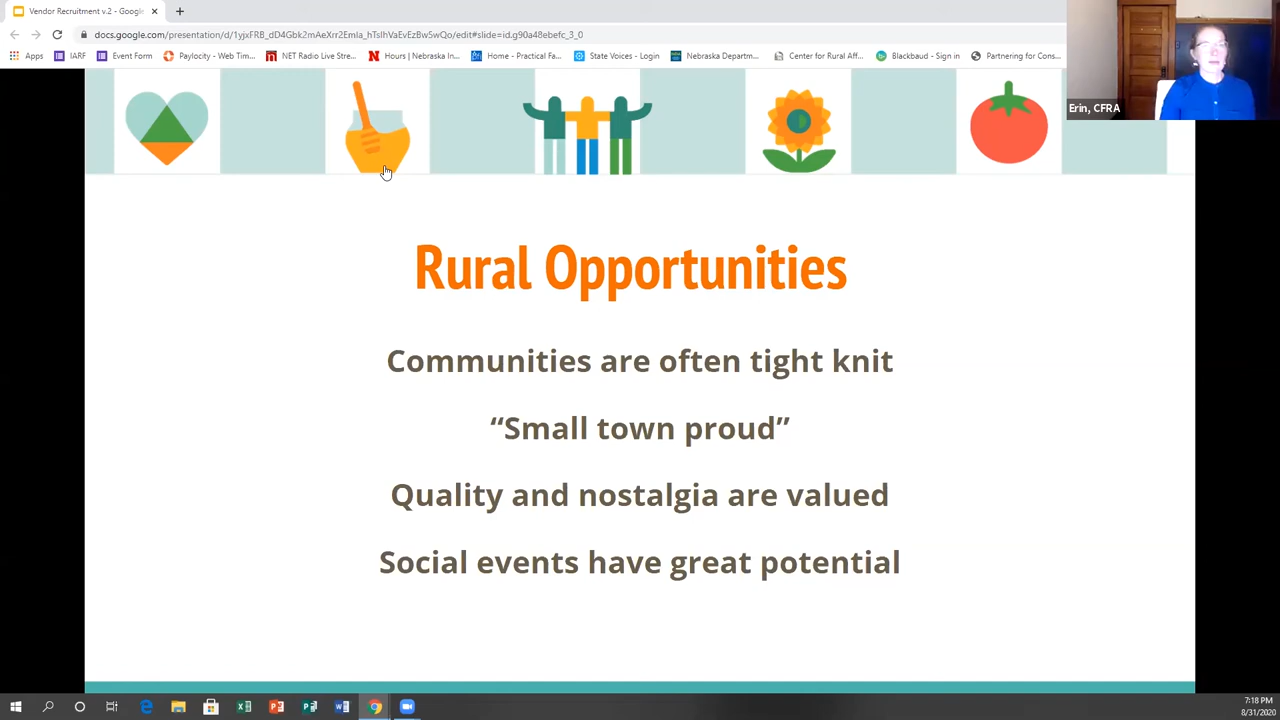 Vendor Recruitment v.2 - Google
docs.google.com/presentation/d/1yjxFRB_dD4Gbk2mAeXrr2EmIa_hTsIhVaEvEzBw5wQo/edit#slide=id.g90a48ebefc_3_0
Apps IARF Event Form Paylocity - Web Tim... NET Radio Live Stre... Hours | Nebraska In... Home - Practical Fa... State Voices - Login Nebraska Departm... Center for Rural Aff... Blackbaud - Sign in Partnering for Cons...
Erin, CFRA
Rural Opportunities
Communities are often tight knit
“Small town proud”
Quality and nostalgia are valued
Social events have great potential
7:18 PM
8/31/2020